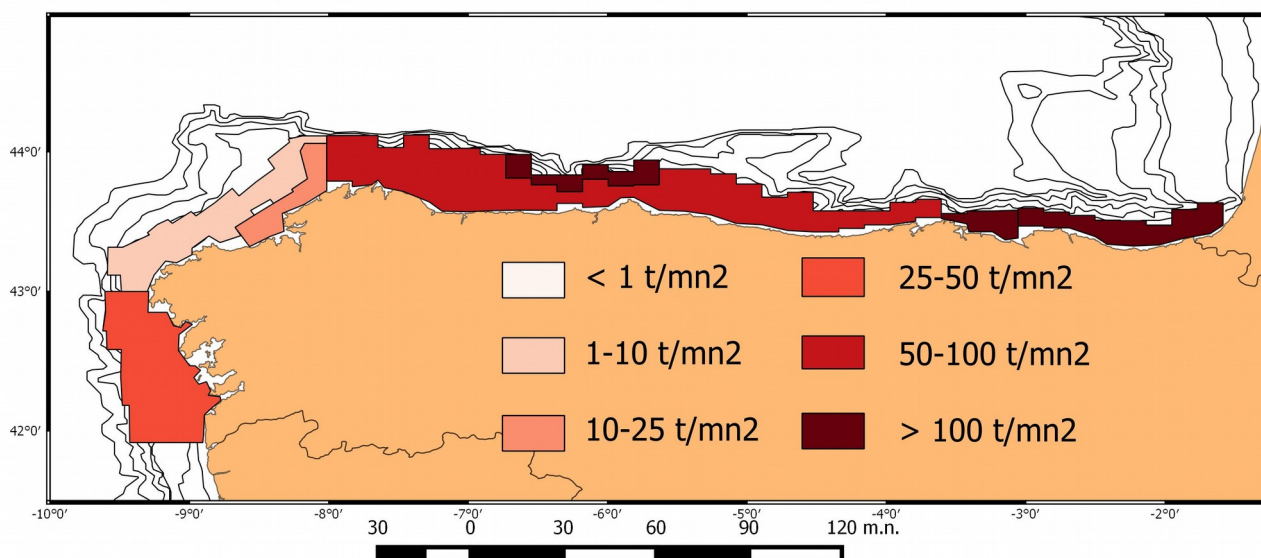 44°0'
43°0'
42°0'
< 1 t/mn2
25-50 t/mn2
1-10 t/mn2
50-100 t/mn2
10-25 t/mn2
> 100 t/mn2
-10°0' -9°0' -8°0' -7°0' -6°0' -5°0' -4°0' -3°0' -2°0'
30 0 30 60 90 120 m.n.